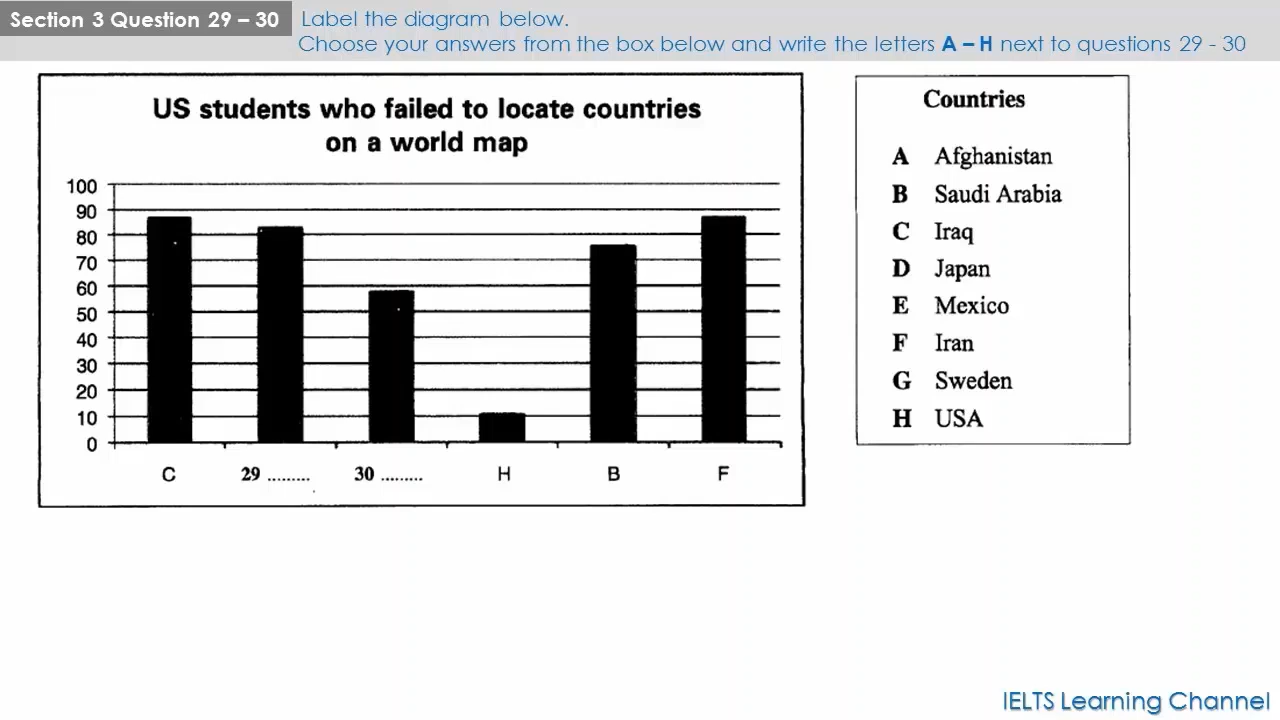 Section 3 Question 29 – 30
Label the diagram below.
Choose your answers from the box below and write the letters A – H next to questions 29 - 30
US students who failed to locate countries
on a world map
100
90
80
70
60
50
40
30
20
10
0
C 29 ......... 30 ......... H B F
Countries
A Afghanistan
B Saudi Arabia
C Iraq
D Japan
E Mexico
F Iran
G Sweden
H USA
IELTS Learning Channel